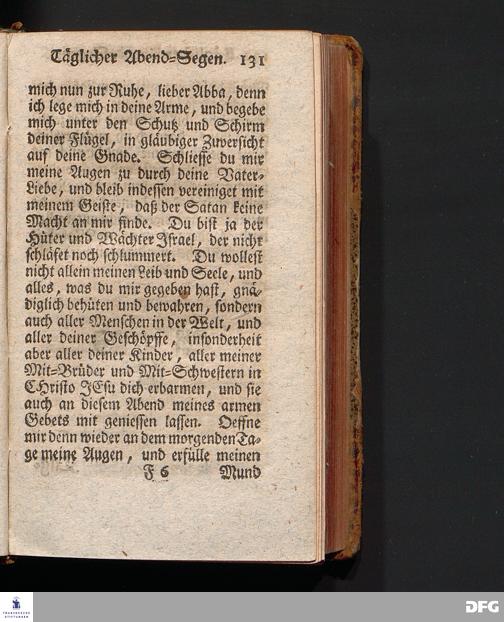 Täglicher Abend-Segen. 131
mich nun zur Ruhe, lieber Abba, denn
ich lege mich in deine Arme, und begebe
mich unter den Schutz und Schirm
deiner Flügel, in gläubiger Zuversicht
auf deine Gnade. Schliesse du mir
meine Augen zu durch deine Vater-
Liebe, und bleib indessen vereiniget mit
meinem Geiste, daß der Satan keine
Macht an mir finde. Du bist ja der
Hüter und Wächter Israel, der nicht
schläfet noch schlummert. Du wollest
nicht allein meinen Leib und Seele, und
alles, was du mir gegeben hast, gnä-
diglich behüten und bewahren, sondern
auch aller Menschen in der Welt, und
aller deiner Geschöpffe, insonderheit
aber aller deiner Kinder, aller meiner
Mit-Brüder und Mit-Schwestern in
CHristo JEsu dich erbarmen, und sie
auch an diesem Abend meines armen
Gebets mit geniessen lassen. Oeffne
mir denn wieder an dem morgenden Ta-
ge meine Augen, und erfülle meinen
F 6 Mund
FRANCKESCHE
STIFTUNGEN
DFG